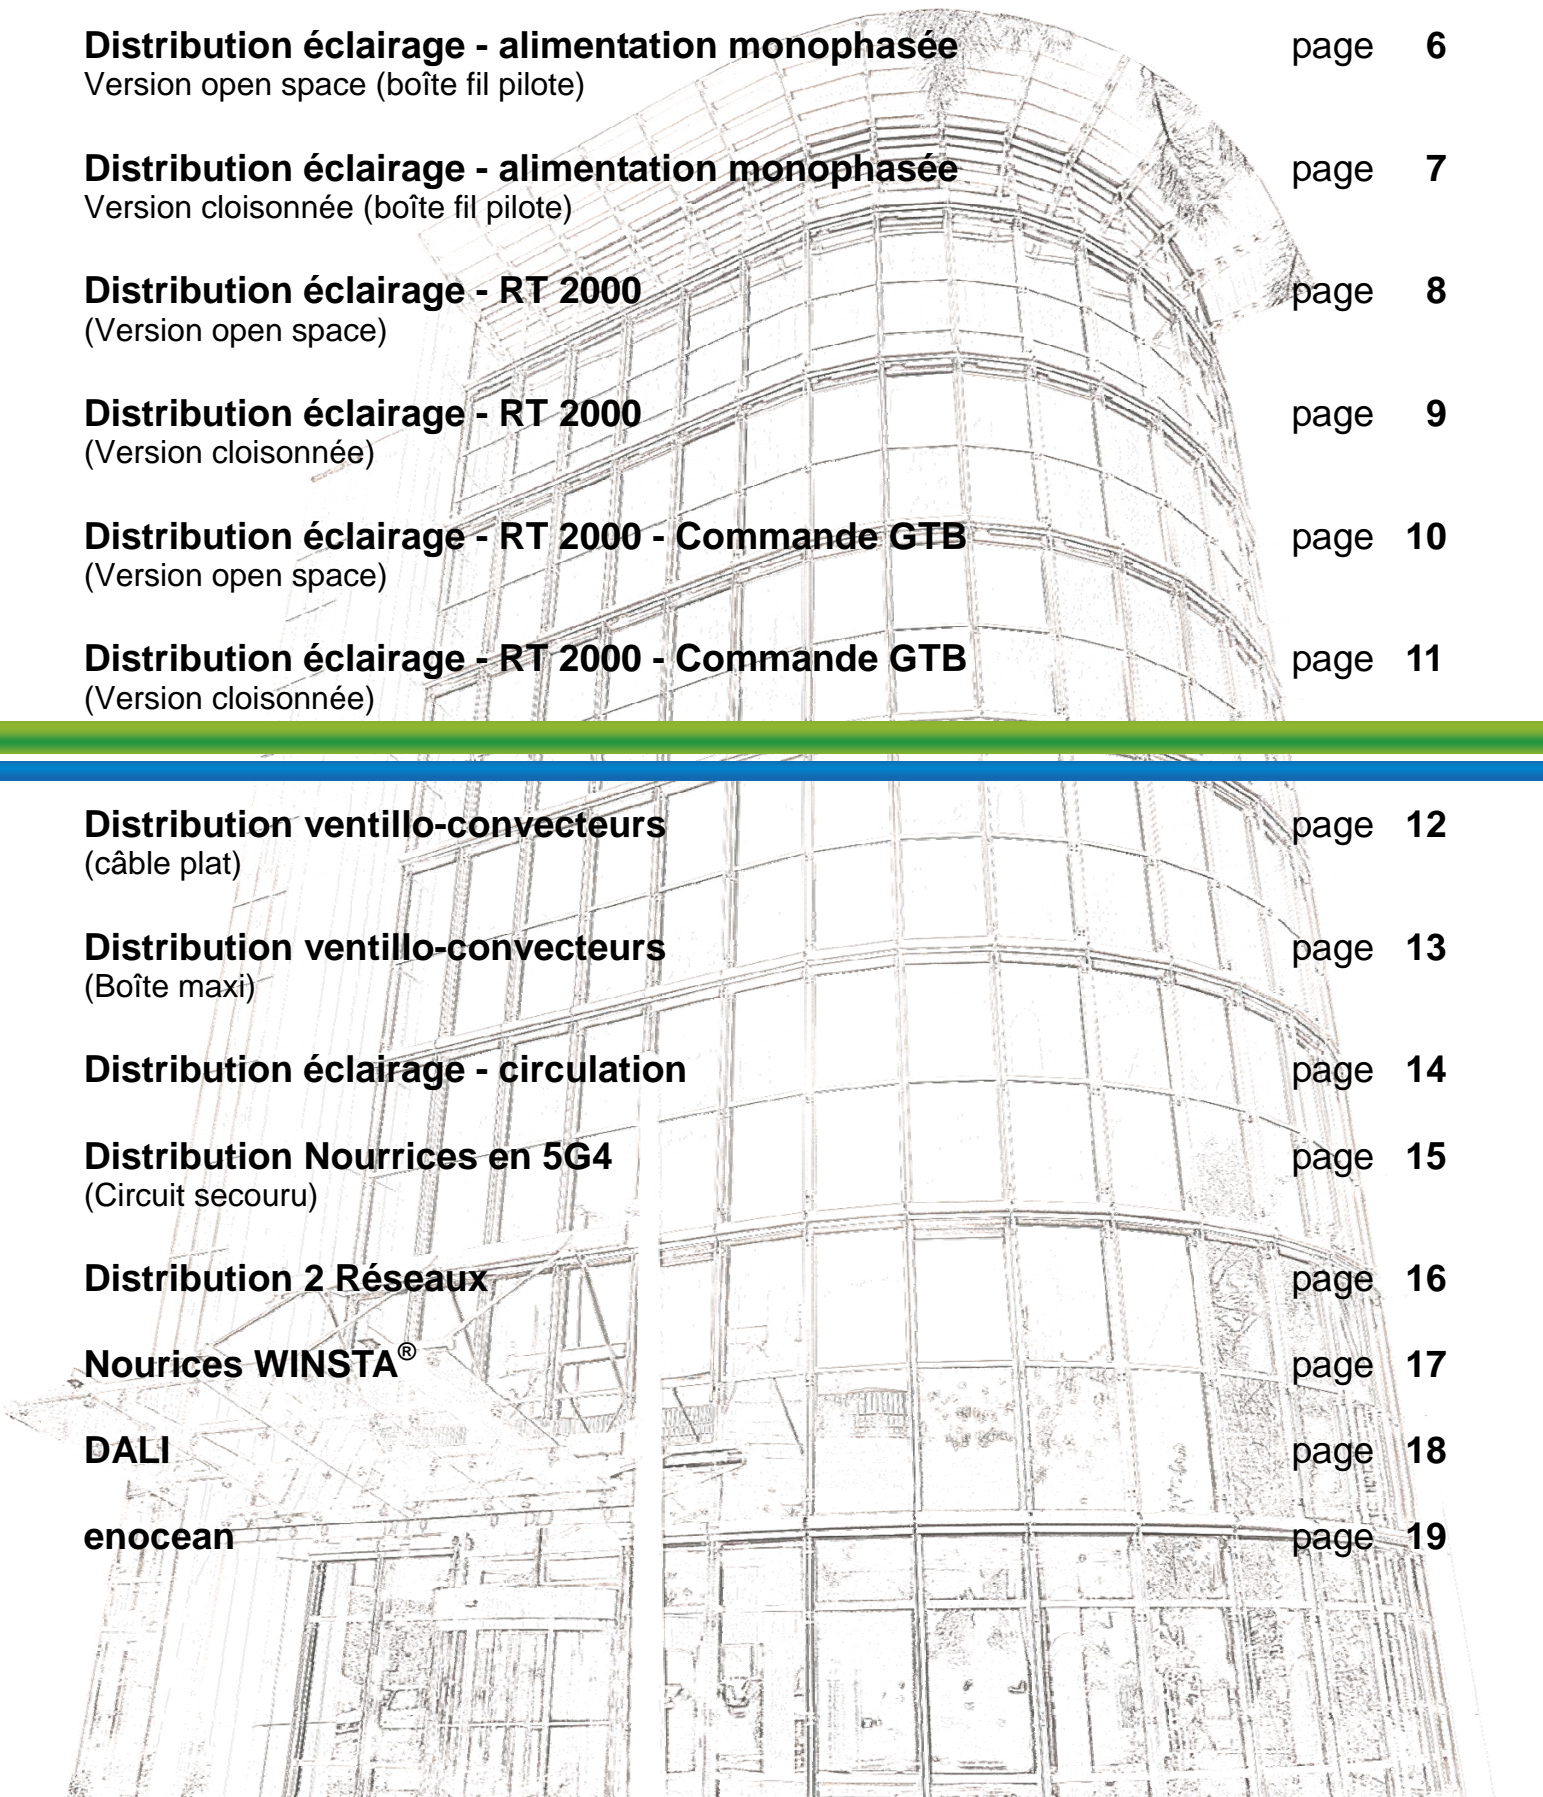 Distribution éclairage - alimentation monophasée page 6
Version open space (boîte fil pilote)
Distribution éclairage - alimentation monophasée page 7
Version cloisonnée (boîte fil pilote)
Distribution éclairage - RT 2000 page 8
(Version open space)
Distribution éclairage - RT 2000 page 9
(Version cloisonnée)
Distribution éclairage - RT 2000 - Commande GTB page 10
(Version open space)
Distribution éclairage - RT 2000 - Commande GTB page 11
(Version cloisonnée)
Distribution ventillo-convecteurs page 12
(câble plat)
Distribution ventillo-convecteurs page 13
(Boîte maxi)
Distribution éclairage - circulation page 14
Distribution Nourrices en 5G4 page 15
(Circuit secouru)
Distribution 2 Réseaux page 16
Nourices WINSTA® page 17
DALI page 18
enocean page 19